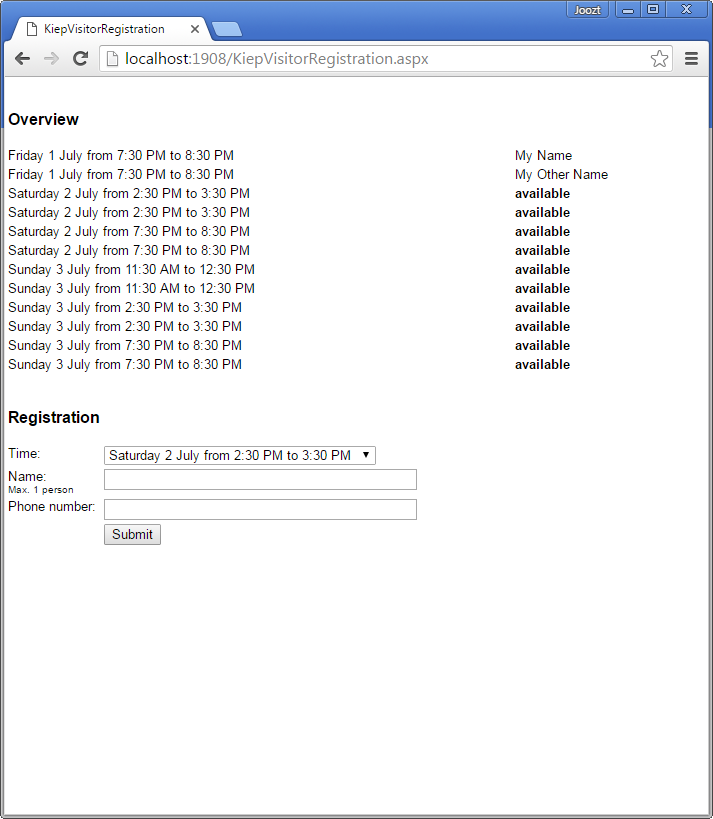 Joozt
KiepVisitorRegistration
localhost:1908/KiepVisitorRegistration.aspx
Overview
Friday 1 July from 7:30 PM to 8:30 PM My Name
Friday 1 July from 7:30 PM to 8:30 PM My Other Name
Saturday 2 July from 2:30 PM to 3:30 PM available
Saturday 2 July from 2:30 PM to 3:30 PM available
Saturday 2 July from 7:30 PM to 8:30 PM available
Saturday 2 July from 7:30 PM to 8:30 PM available
Sunday 3 July from 11:30 AM to 12:30 PM available
Sunday 3 July from 11:30 AM to 12:30 PM available
Sunday 3 July from 2:30 PM to 3:30 PM available
Sunday 3 July from 2:30 PM to 3:30 PM available
Sunday 3 July from 7:30 PM to 8:30 PM available
Sunday 3 July from 7:30 PM to 8:30 PM available
Registration
Time: Saturday 2 July from 2:30 PM to 3:30 PM
Name:
Max. 1 person
Phone number:
Submit